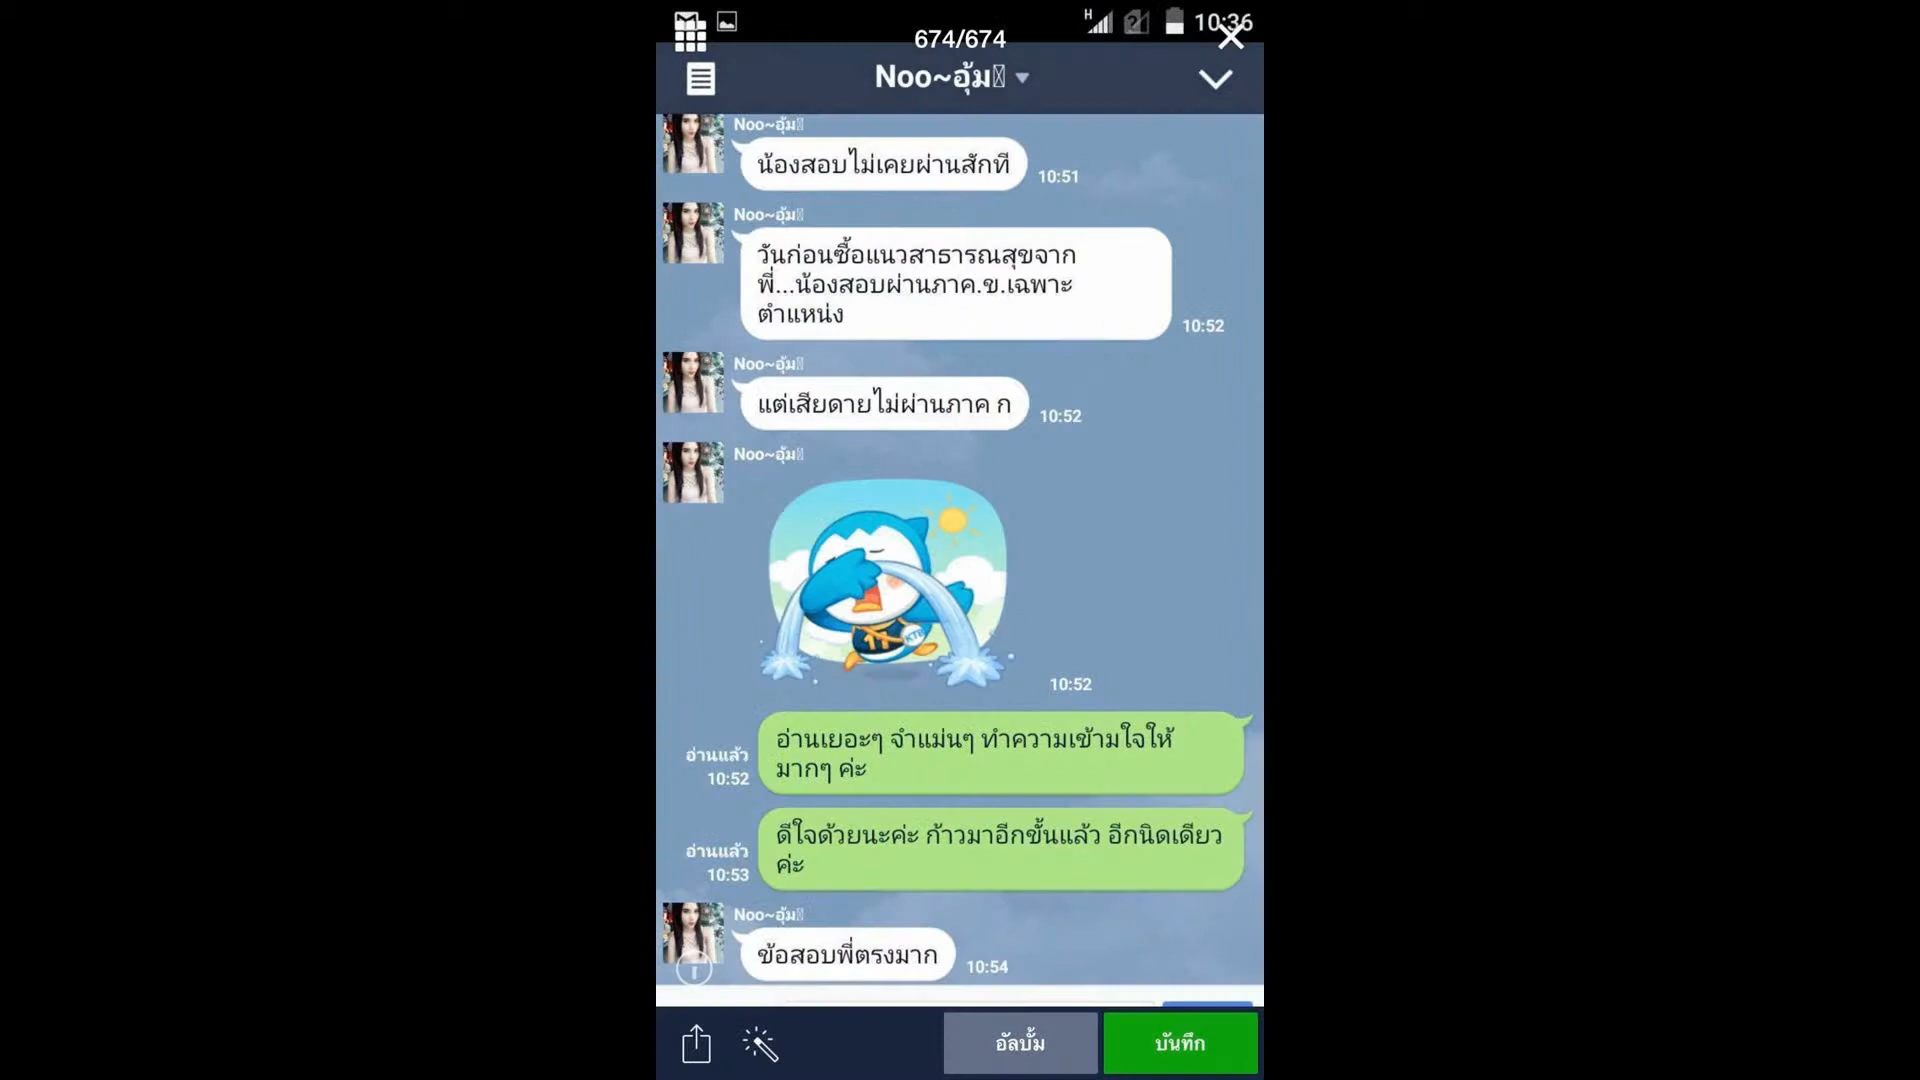 H
10:36
674/674
Noo~อุ้ม
Noo~อุ้ม
น้องสอบไม่เคยผ่านสักที
10:51
Noo~อุ้ม
วันก่อนซื้อแนวสาธารณสุขจาก
พี่...น้องสอบผ่านภาค.ข.เฉพาะ
ตำแหน่ง
10:52
Noo~อุ้ม
แต่เสียดายไม่ผ่านภาค ก
10:52
Noo~อุ้ม
11
KTB
10:52
อ่านเยอะๆ จำแม่นๆ ทำความเข้ามใจให้
มากๆ ค่ะ
อ่านแล้ว
10:52
ดีใจด้วยนะค่ะ ก้าวมาอีกขั้นแล้ว อีกนิดเดียว
ค่ะ
อ่านแล้ว
10:53
Noo~อุ้ม
ข้อสอบพี่ตรงมาก
10:54
อัลบั้ม
บันทึก